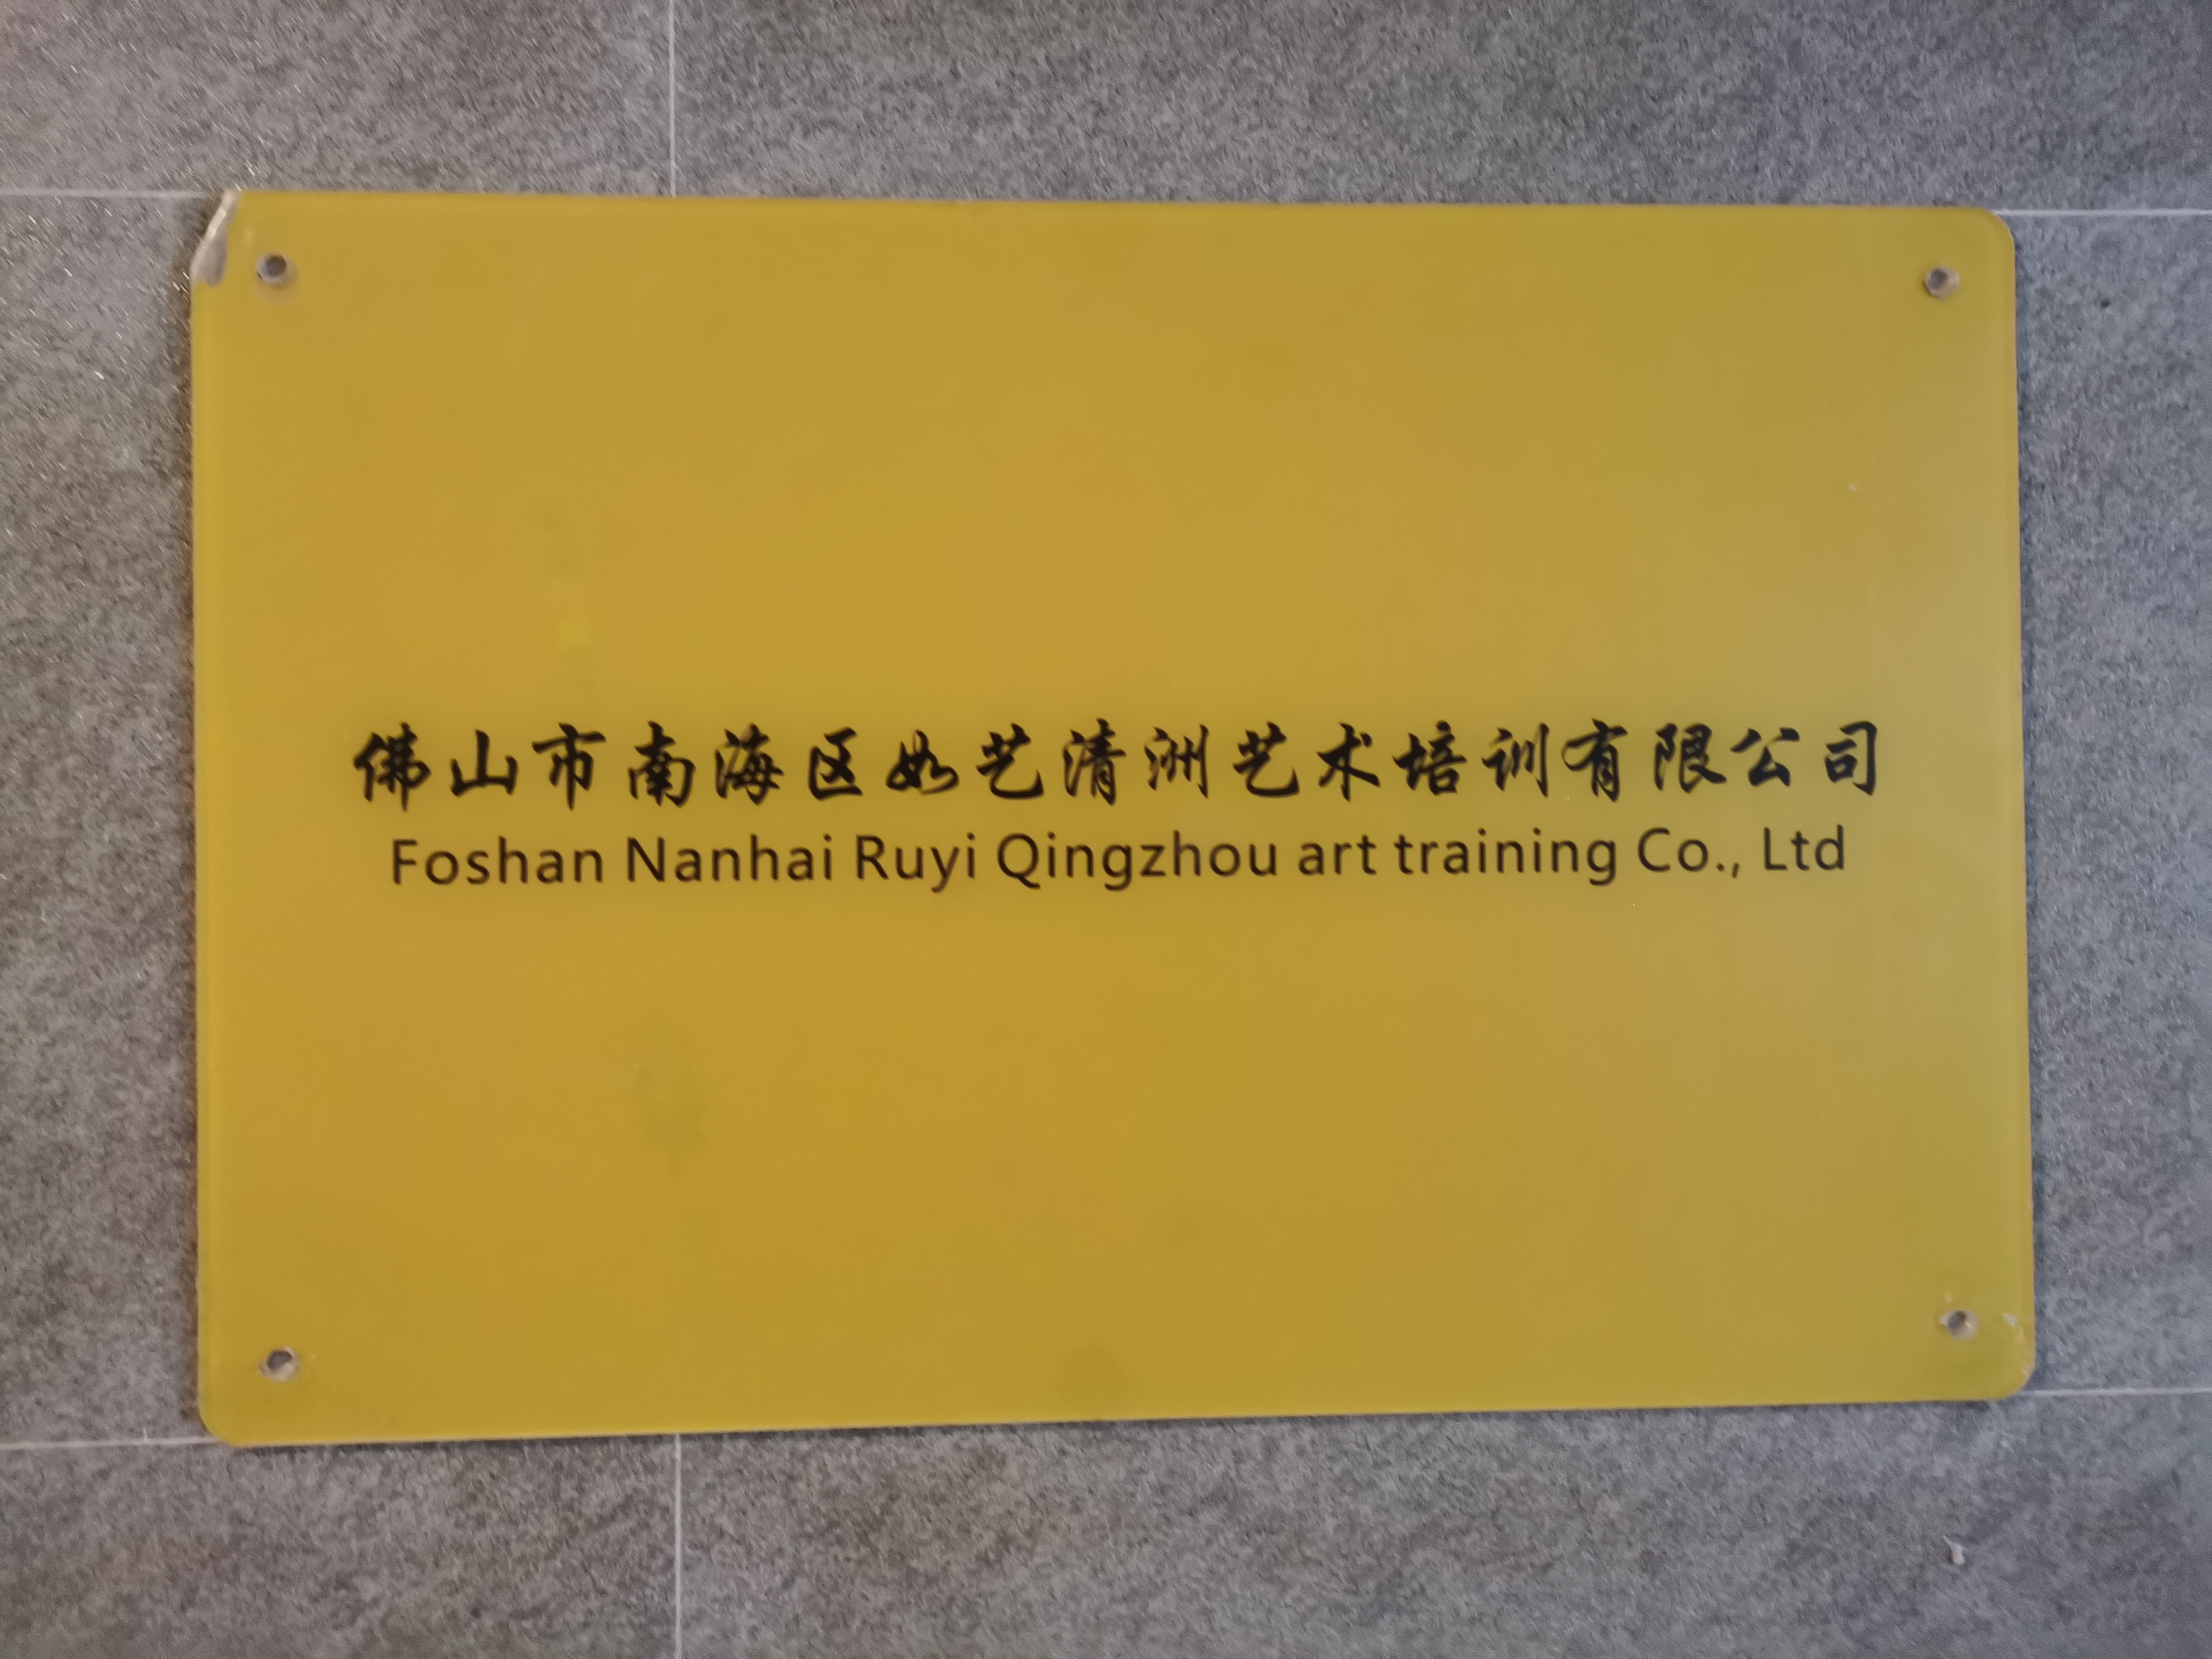 佛山市南海区如艺清洲艺术培训有限公司
Foshan Nanhai Ruyi Qingzhou art training Co., Ltd